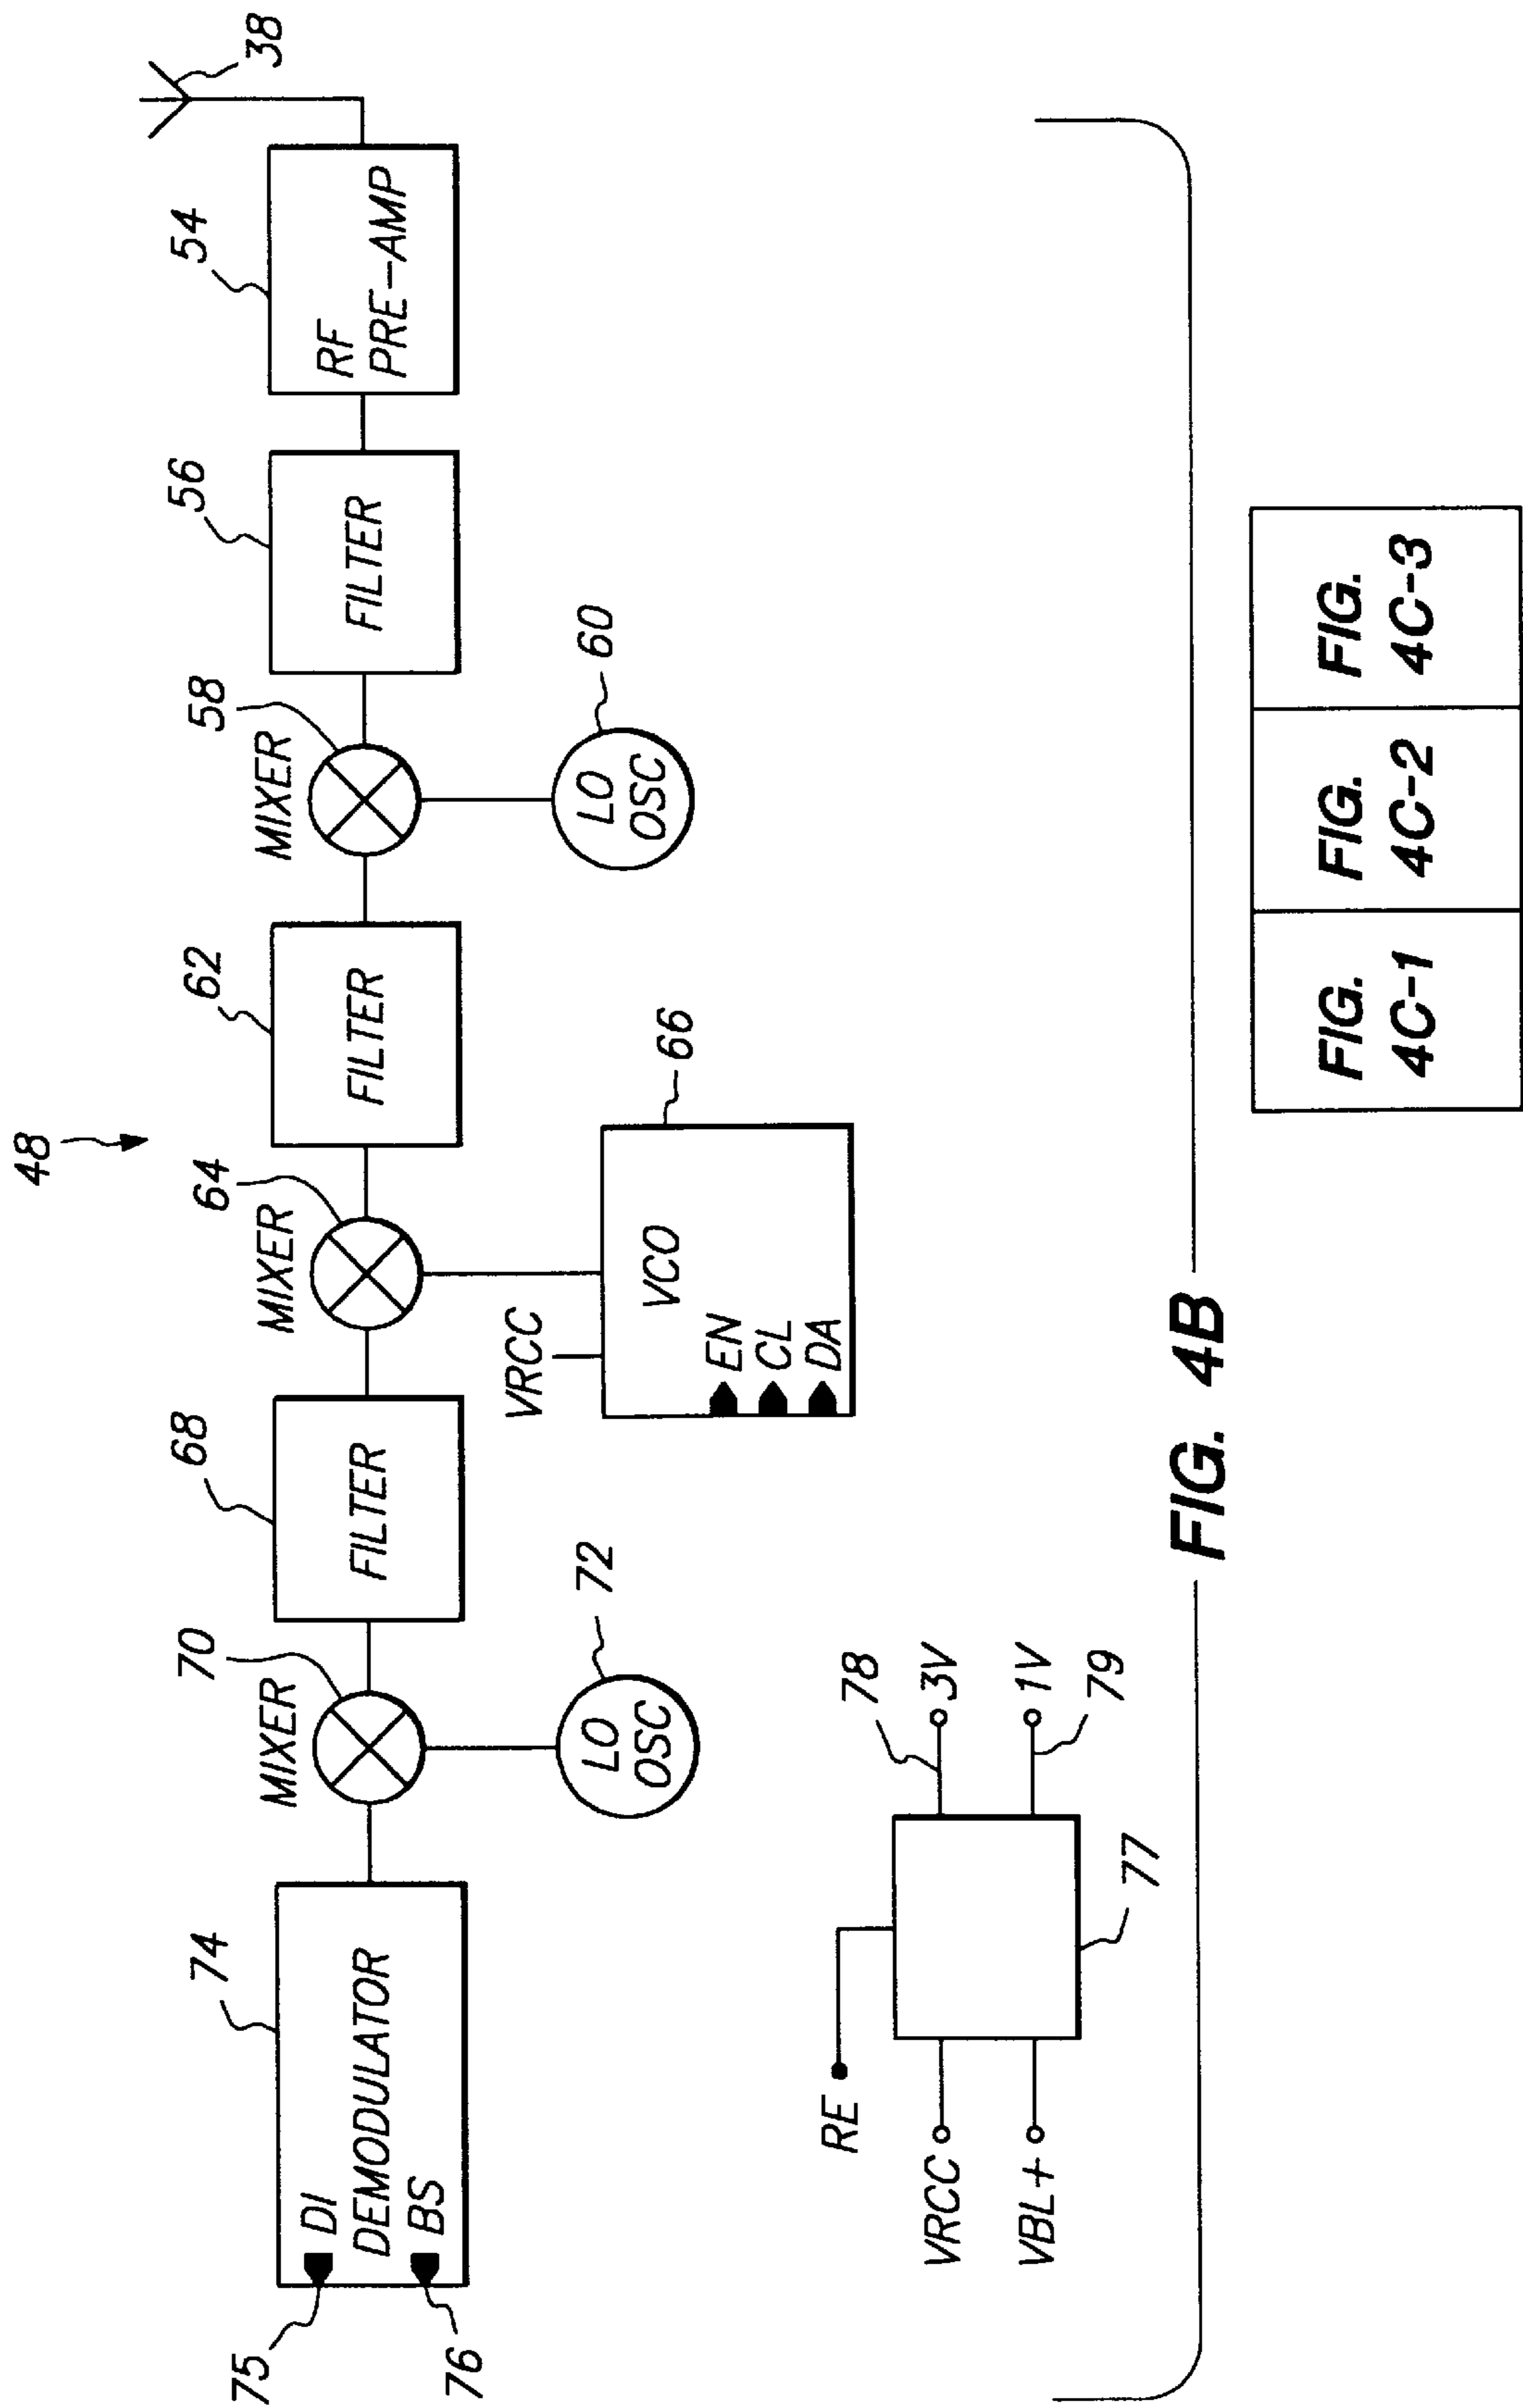 48
38
54
RF
PRE-AMP
56
FILTER
58
MIXER
60
LO
OSC
62
FILTER
64
MIXER
66
VRCC
VCO
EN
CL
DA
68
FILTER
70
MIXER
72
LO
OSC
74
75
DI
DEMODULATOR
BS
76
RE
78
VRCC
3V
VBL+
1V
79
77
FIG. 4B
FIG.
4C-1
FIG.
4C-2
FIG.
4C-3